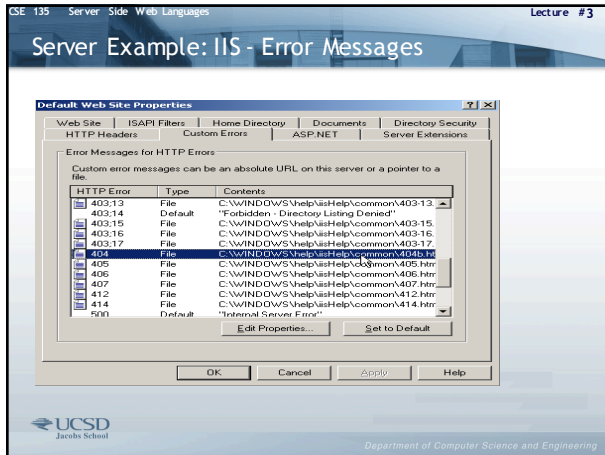 CSE 135 Server Side Web Languages Lecture # 3
Server Example: IIS - Error Messages
Default Web Site Properties
Web Site ISAPI Filters Home Directory Documents Directory Security
HTTP Headers Custom Errors ASP.NET Server Extensions
Error Messages for HTTP Errors
Custom error messages can be an absolute URL on this server or a pointer to a
file.
HTTP Error Type Contents
403;13 File C:\WINDOWS\help\iisHelp\common\403-13.
403;14 Default "Forbidden - Directory Listing Denied"
403;15 File C:\WINDOWS\help\iisHelp\common\403-15.
403;16 File C:\WINDOWS\help\iisHelp\common\403-16.
403;17 File C:\WINDOWS\help\iisHelp\common\403-17.
404 File C:\WINDOWS\help\iisHelp\common\404b.ht
405 File C:\WINDOWS\help\iisHelp\common\405.htm
406 File C:\WINDOWS\help\iisHelp\common\406.htm
407 File C:\WINDOWS\help\iisHelp\common\407.htm
412 File C:\WINDOWS\help\iisHelp\common\412.htm
414 File C:\WINDOWS\help\iisHelp\common\414.htm
500 Default "Internal Server Error"
Edit Properties... Set to Default
OK Cancel Apply Help
UCSD
Jacobs School
Department of Computer Science and Engineering